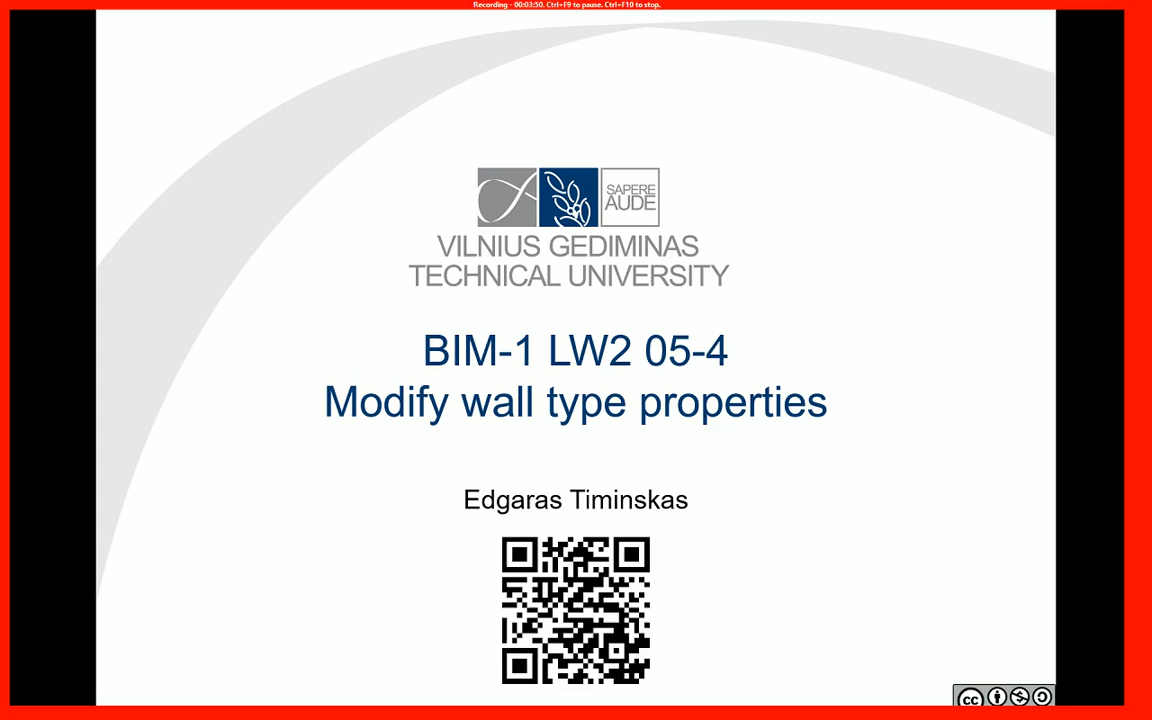 Recording - 00:03:50. Ctrl+F9 to pause. Ctrl+F10 to stop.
SAPERE
AUDE
VILNIUS GEDIMINAS
TECHNICAL UNIVERSITY
BIM-1 LW2 05-4
Modify wall type properties
Edgaras Timinskas
cc